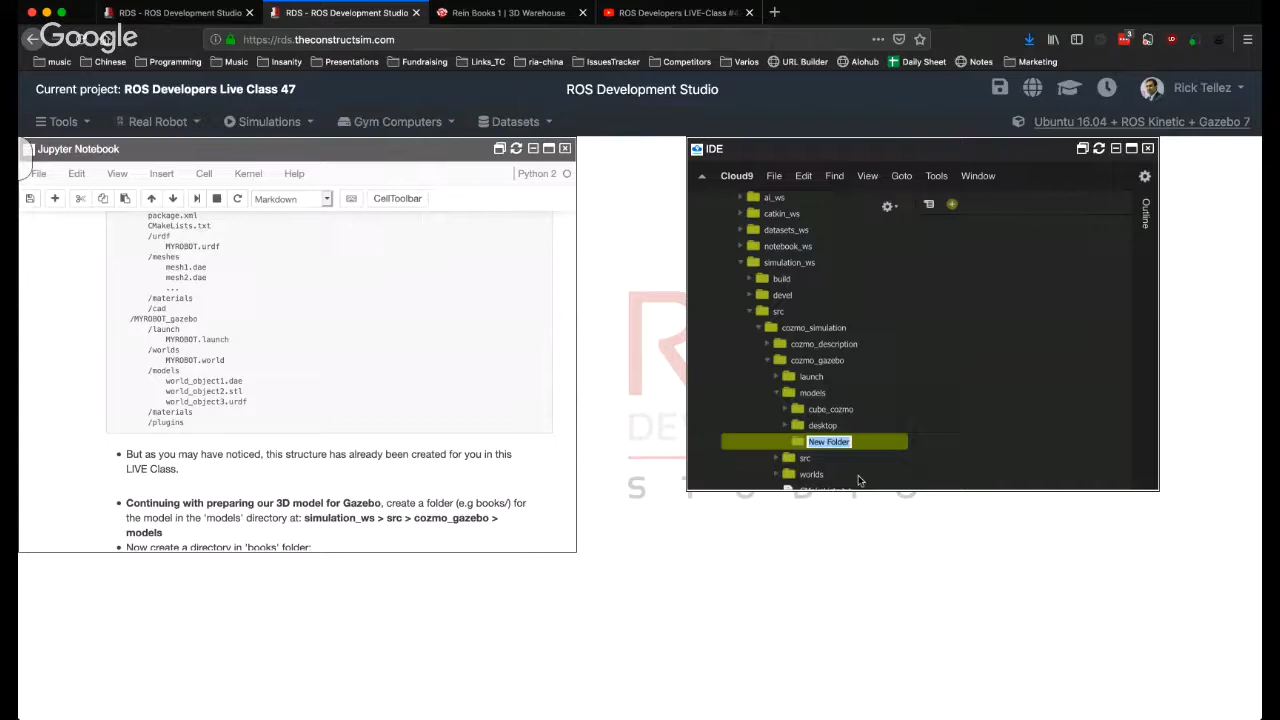 RDS - ROS Development Studio
RDS - ROS Development Studio
Rein Books 1 | 3D Warehouse
ROS Developers LIVE-Class #4
Google
https://rds.theconstructsim.com
3
music
Chinese
Programming
Music
Insanity
Presentations
Fundraising
Links_TC
ria-china
IssuesTracker
Competitors
Varios
URL Builder
Alohub
Daily Sheet
Notes
Marketing
Current project: ROS Developers Live Class 47
ROS Development Studio
Rick Tellez
Tools
Real Robot
Simulations
Gym Computers
Datasets
Ubuntu 16.04 + ROS Kinetic + Gazebo 7
Jupyter Notebook
File Edit View Insert Cell Kernel Help
Python 2
Markdown
CellToolbar
package.xml
CMakeLists.txt
/urdf
MYROBOT.urdf
/meshes
mesh1.dae
mesh2.dae
...
/materials
/cad
/MYROBOT_gazebo
/launch
MYROBOT.launch
/worlds
MYROBOT.world
/models
world_object1.dae
world_object2.stl
world_object3.urdf
/materials
/plugins
But as you may have noticed, this structure has already been created for you in this
LIVE Class.
Continuing with preparing our 3D model for Gazebo, create a folder (e.g books/) for
the model in the 'models' directory at: simulation_ws > src > cozmo_gazebo >
models
Now create a directory in 'books' folder:
IDE
Cloud9 File Edit Find View Goto Tools Window
Outline
ai_ws
catkin_ws
datasets_ws
notebook_ws
simulation_ws
build
devel
src
cozmo_simulation
cozmo_description
cozmo_gazebo
launch
models
cube_cozmo
desktop
New Folder
src
worlds
R
DE
S